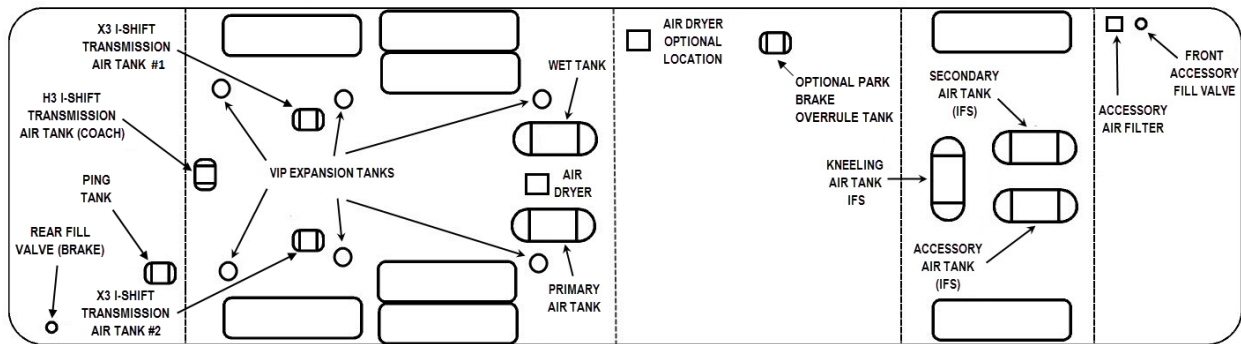 X3 I-SHIFT
TRANSMISSION
AIR TANK #1
H3 I-SHIFT
TRANSMISSION
AIR TANK (COACH)
PING
TANK
REAR FILL
VALVE (BRAKE)
X3 I-SHIFT
TRANSMISSION
AIR TANK #2
VIP EXPANSION TANKS
WET TANK
AIR
DRYER
PRIMARY
AIR TANK
AIR DRYER
OPTIONAL
LOCATION
OPTIONAL PARK
BRAKE
OVERRULE TANK
KNEELING
AIR TANK
IFS
SECONDARY
AIR TANK
(IFS)
ACCESSORY
AIR TANK
(IFS)
ACCESSORY
AIR FILTER
FRONT
ACCESSORY
FILL VALVE